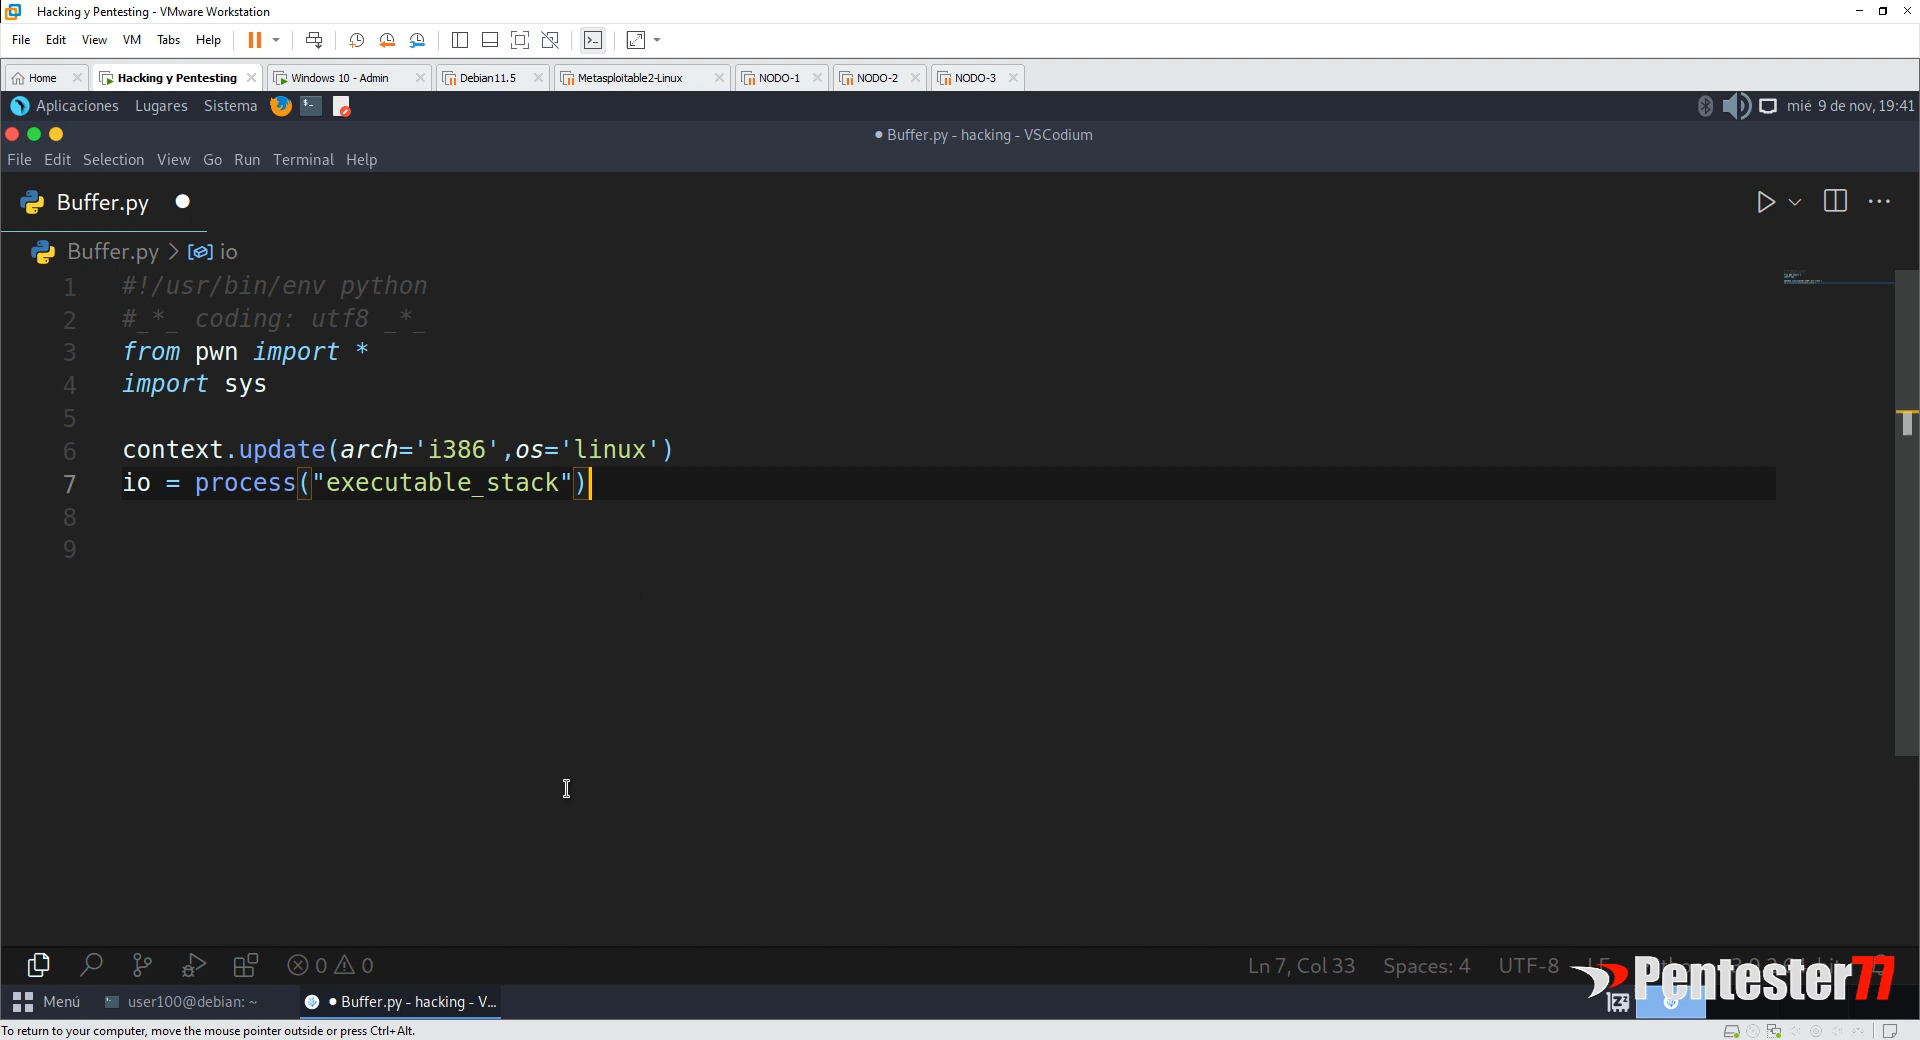 Hacking y Pentesting - VMware Workstation
File Edit View VM Tabs Help
Home Hacking y Pentesting Windows 10 - Admin Debian11.5 Metasploitable2-Linux NODO-1 NODO-2 NODO-3
Aplicaciones Lugares Sistema mié 9 de nov, 19:41
Buffer.py - hacking - VSCodium
File Edit Selection View Go Run Terminal Help
Buffer.py
Buffer.py > io
1 #!/usr/bin/env python
2 #_*_ coding: utf8 _*_
3 from pwn import *
4 import sys
5
6 context.update(arch='i386',os='linux')
7 io = process("executable_stack")
8
9
0 0 Ln 7, Col 33 Spaces: 4 UTF-8
Pentester77
Menú user100@debian: ~ Buffer.py - hacking - V...
To return to your computer, move the mouse pointer outside or press Ctrl+Alt.